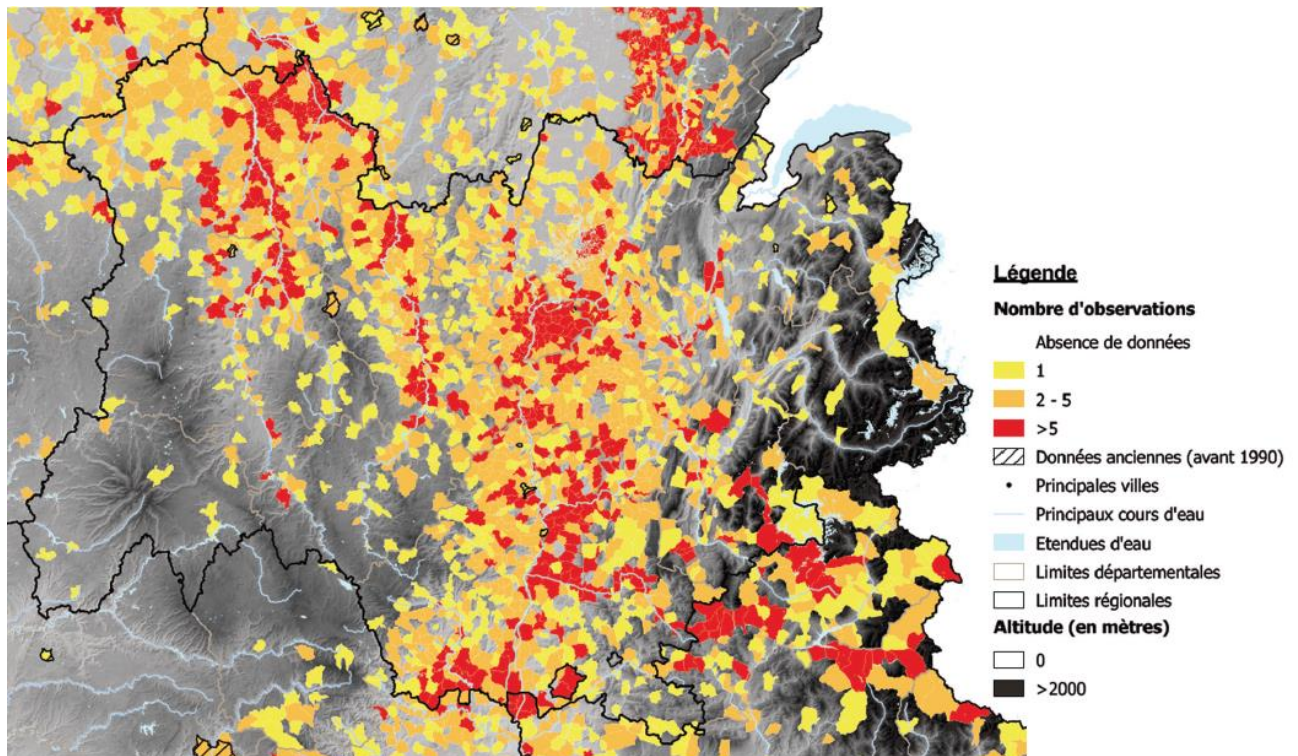 Légende
Nombre d'observations
Absence de données
1
2 - 5
>5
Données anciennes (avant 1990)
Principales villes
Principaux cours d'eau
Etendues d'eau
Limites départementales
Limites régionales
Altitude (en mètres)
0
>2000